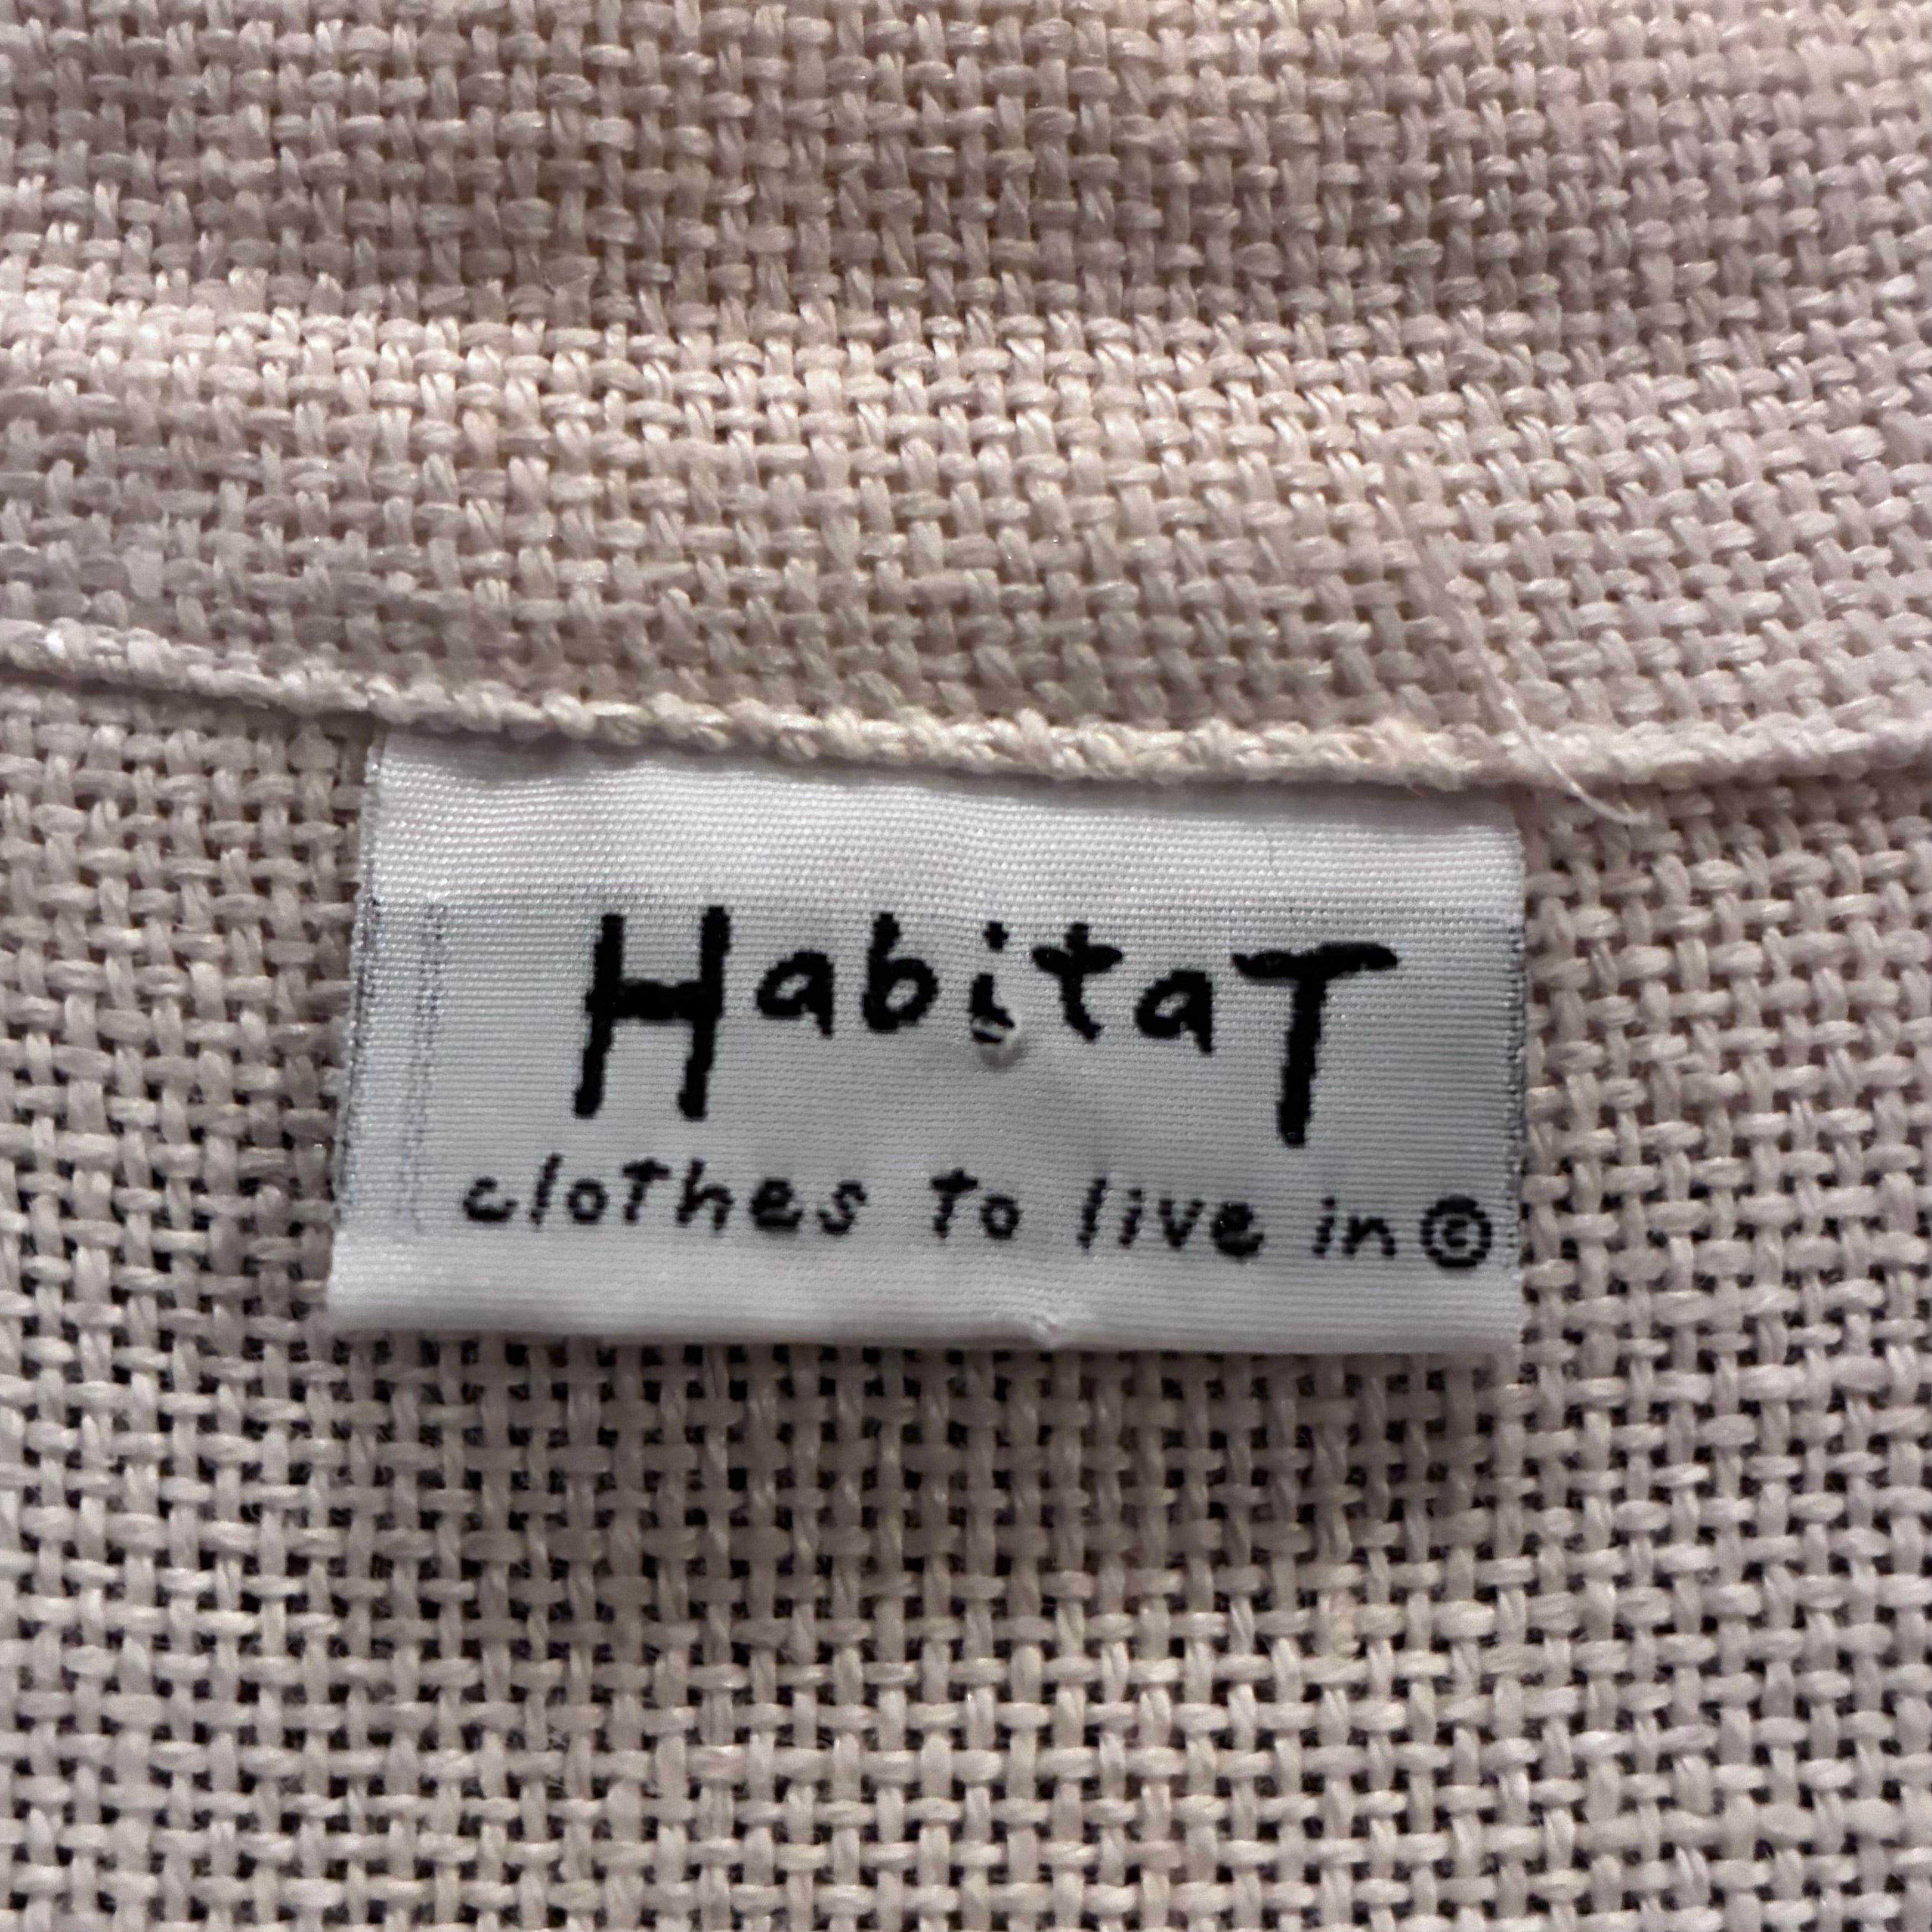 HabitaT
clothes to live in©